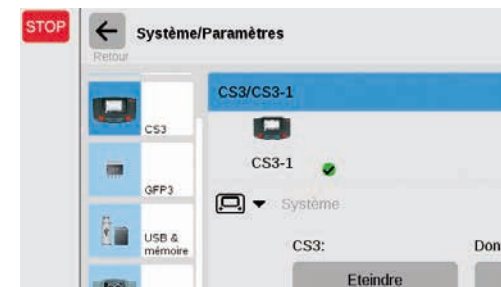 STOP
Système/Paramètres
Retour
CS3
GFP3
USB &
mémoire
CS3/CS3-1
CS3-1
Système
CS3:
Don
Eteindre